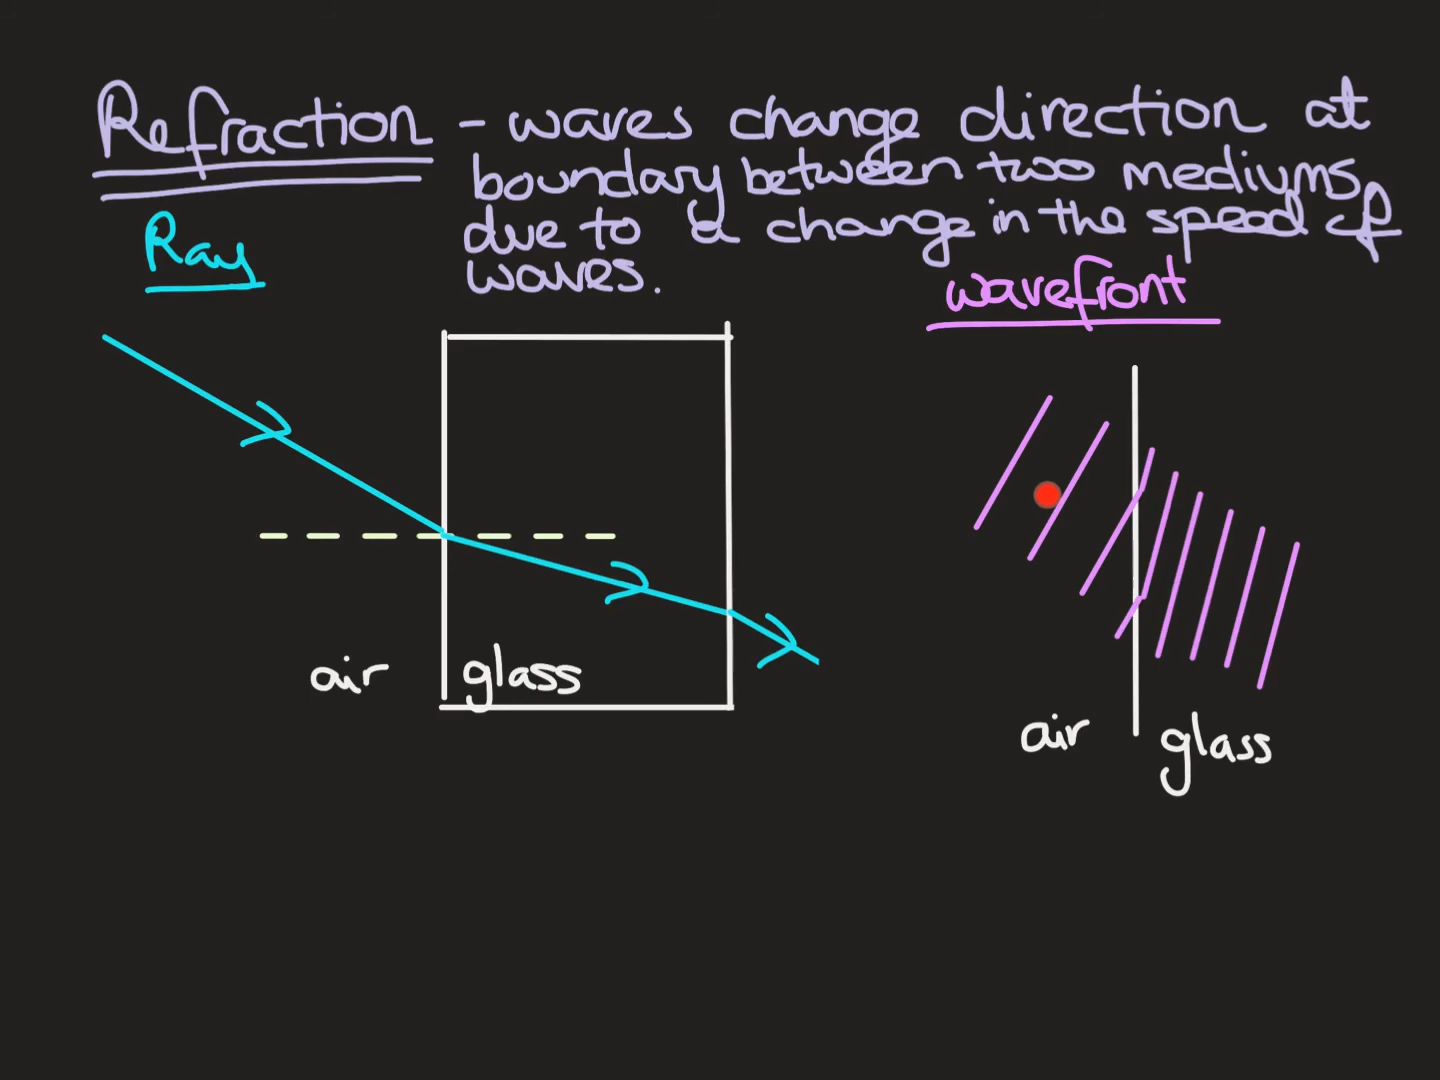 Refraction - waves change direction at
boundary between two mediums
due to a change in the speed of
waves.
Ray
wavefront
air glass
air glass